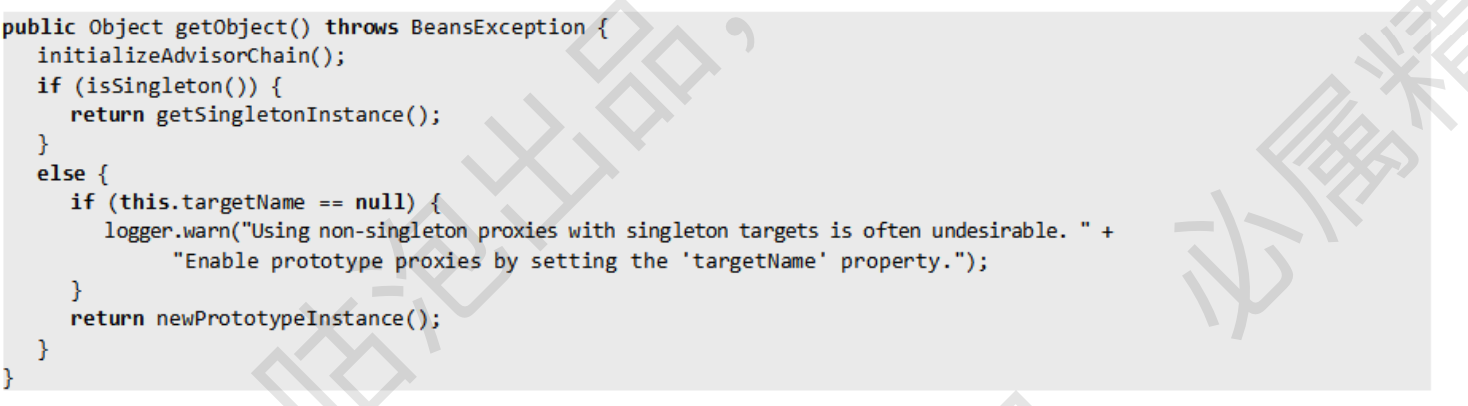 public Object getObject() throws BeansException {
   initializeAdvisorChain();
   if (isSingleton()) {
      return getSingletonInstance();
   }
   else {
      if (this.targetName == null) {
         logger.warn("Using non-singleton proxies with singleton targets is often undesirable. " +
               "Enable prototype proxies by setting the 'targetName' property.");
      }
      return newPrototypeInstance();
   }
}
咕泡出品,
必属精